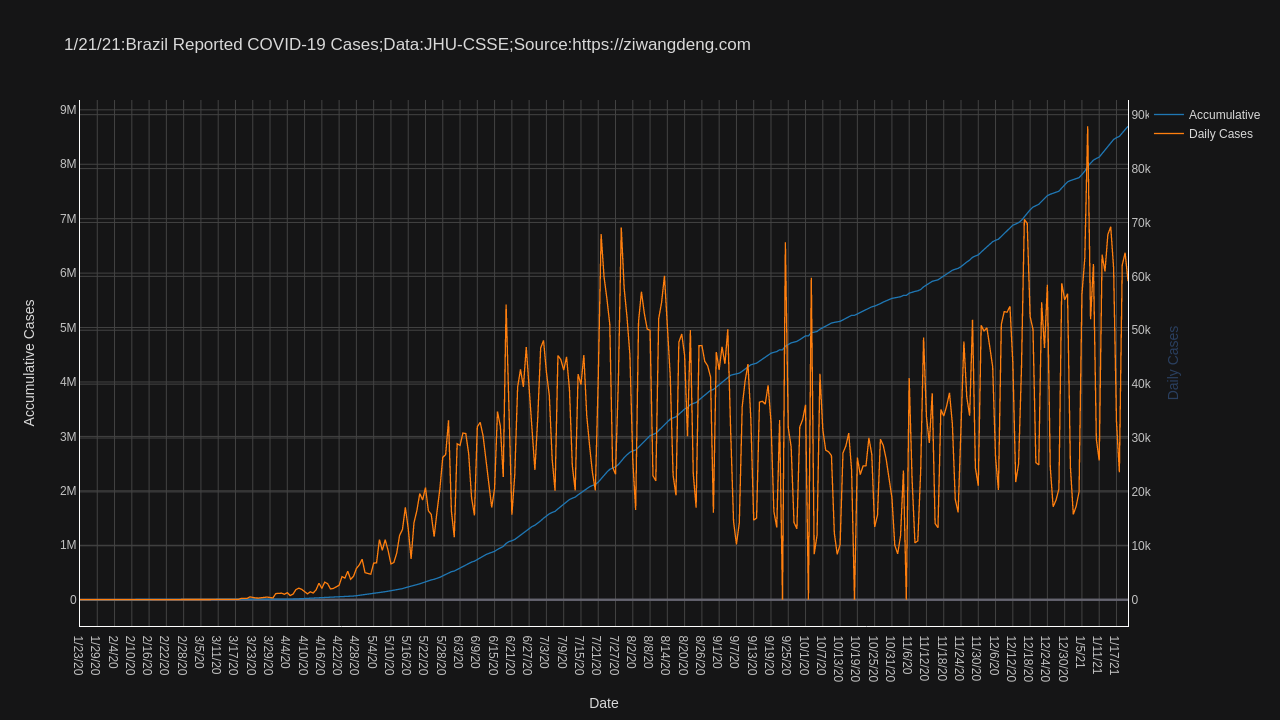 1/21/21:Brazil Reported COVID-19 Cases;Data:JHU-CSSE;Source:https://ziwangdeng.com
Accumulative
Daily Cases
9M
8M
7M
6M
5M
4M
3M
2M
1M
0
90k
80k
70k
60k
50k
40k
30k
20k
10k
0
Accumulative Cases
Daily Cases
1/23/20
1/29/20
2/4/20
2/10/20
2/16/20
2/22/20
2/28/20
3/5/20
3/11/20
3/17/20
3/23/20
3/29/20
4/4/20
4/10/20
4/16/20
4/22/20
4/28/20
5/4/20
5/10/20
5/16/20
5/22/20
5/28/20
6/3/20
6/9/20
6/15/20
6/21/20
6/27/20
7/3/20
7/9/20
7/15/20
7/21/20
7/27/20
8/2/20
8/8/20
8/14/20
8/20/20
8/26/20
9/1/20
9/7/20
9/13/20
9/19/20
9/25/20
10/1/20
10/7/20
10/13/20
10/19/20
10/25/20
10/31/20
11/6/20
11/12/20
11/18/20
11/24/20
11/30/20
12/6/20
12/12/20
12/18/20
12/24/20
12/30/20
1/5/21
1/11/21
1/17/21
Date